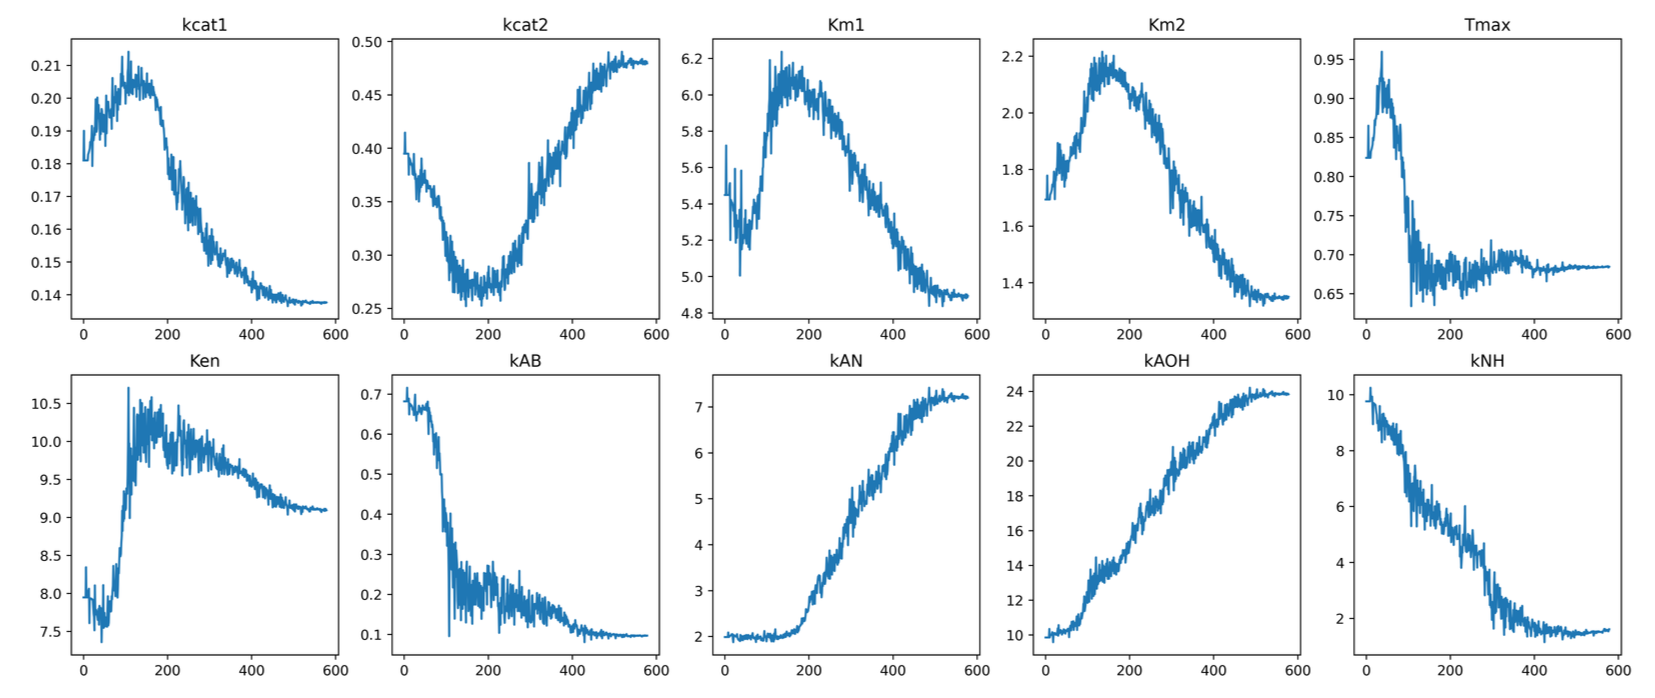 kcat1 kcat2 Km1 Km2 Tmax
0.21 0.20 0.19 0.18 0.17 0.16 0.15 0.14
0.50 0.45 0.40 0.35 0.30 0.25
6.2 6.0 5.8 5.6 5.4 5.2 5.0 4.8
2.2 2.0 1.8 1.6 1.4
0.95 0.90 0.85 0.80 0.75 0.70 0.65
0 200 400 600 0 200 400 600 0 200 400 600 0 200 400 600 0 200 400 600
Ken kAB kAN kAOH kNH
10.5 10.0 9.5 9.0 8.5 8.0 7.5
0.7 0.6 0.5 0.4 0.3 0.2 0.1
7 6 5 4 3 2
24 22 20 18 16 14 12 10
10 8 6 4 2
0 200 400 600 0 200 400 600 0 200 400 600 0 200 400 600 0 200 400 600